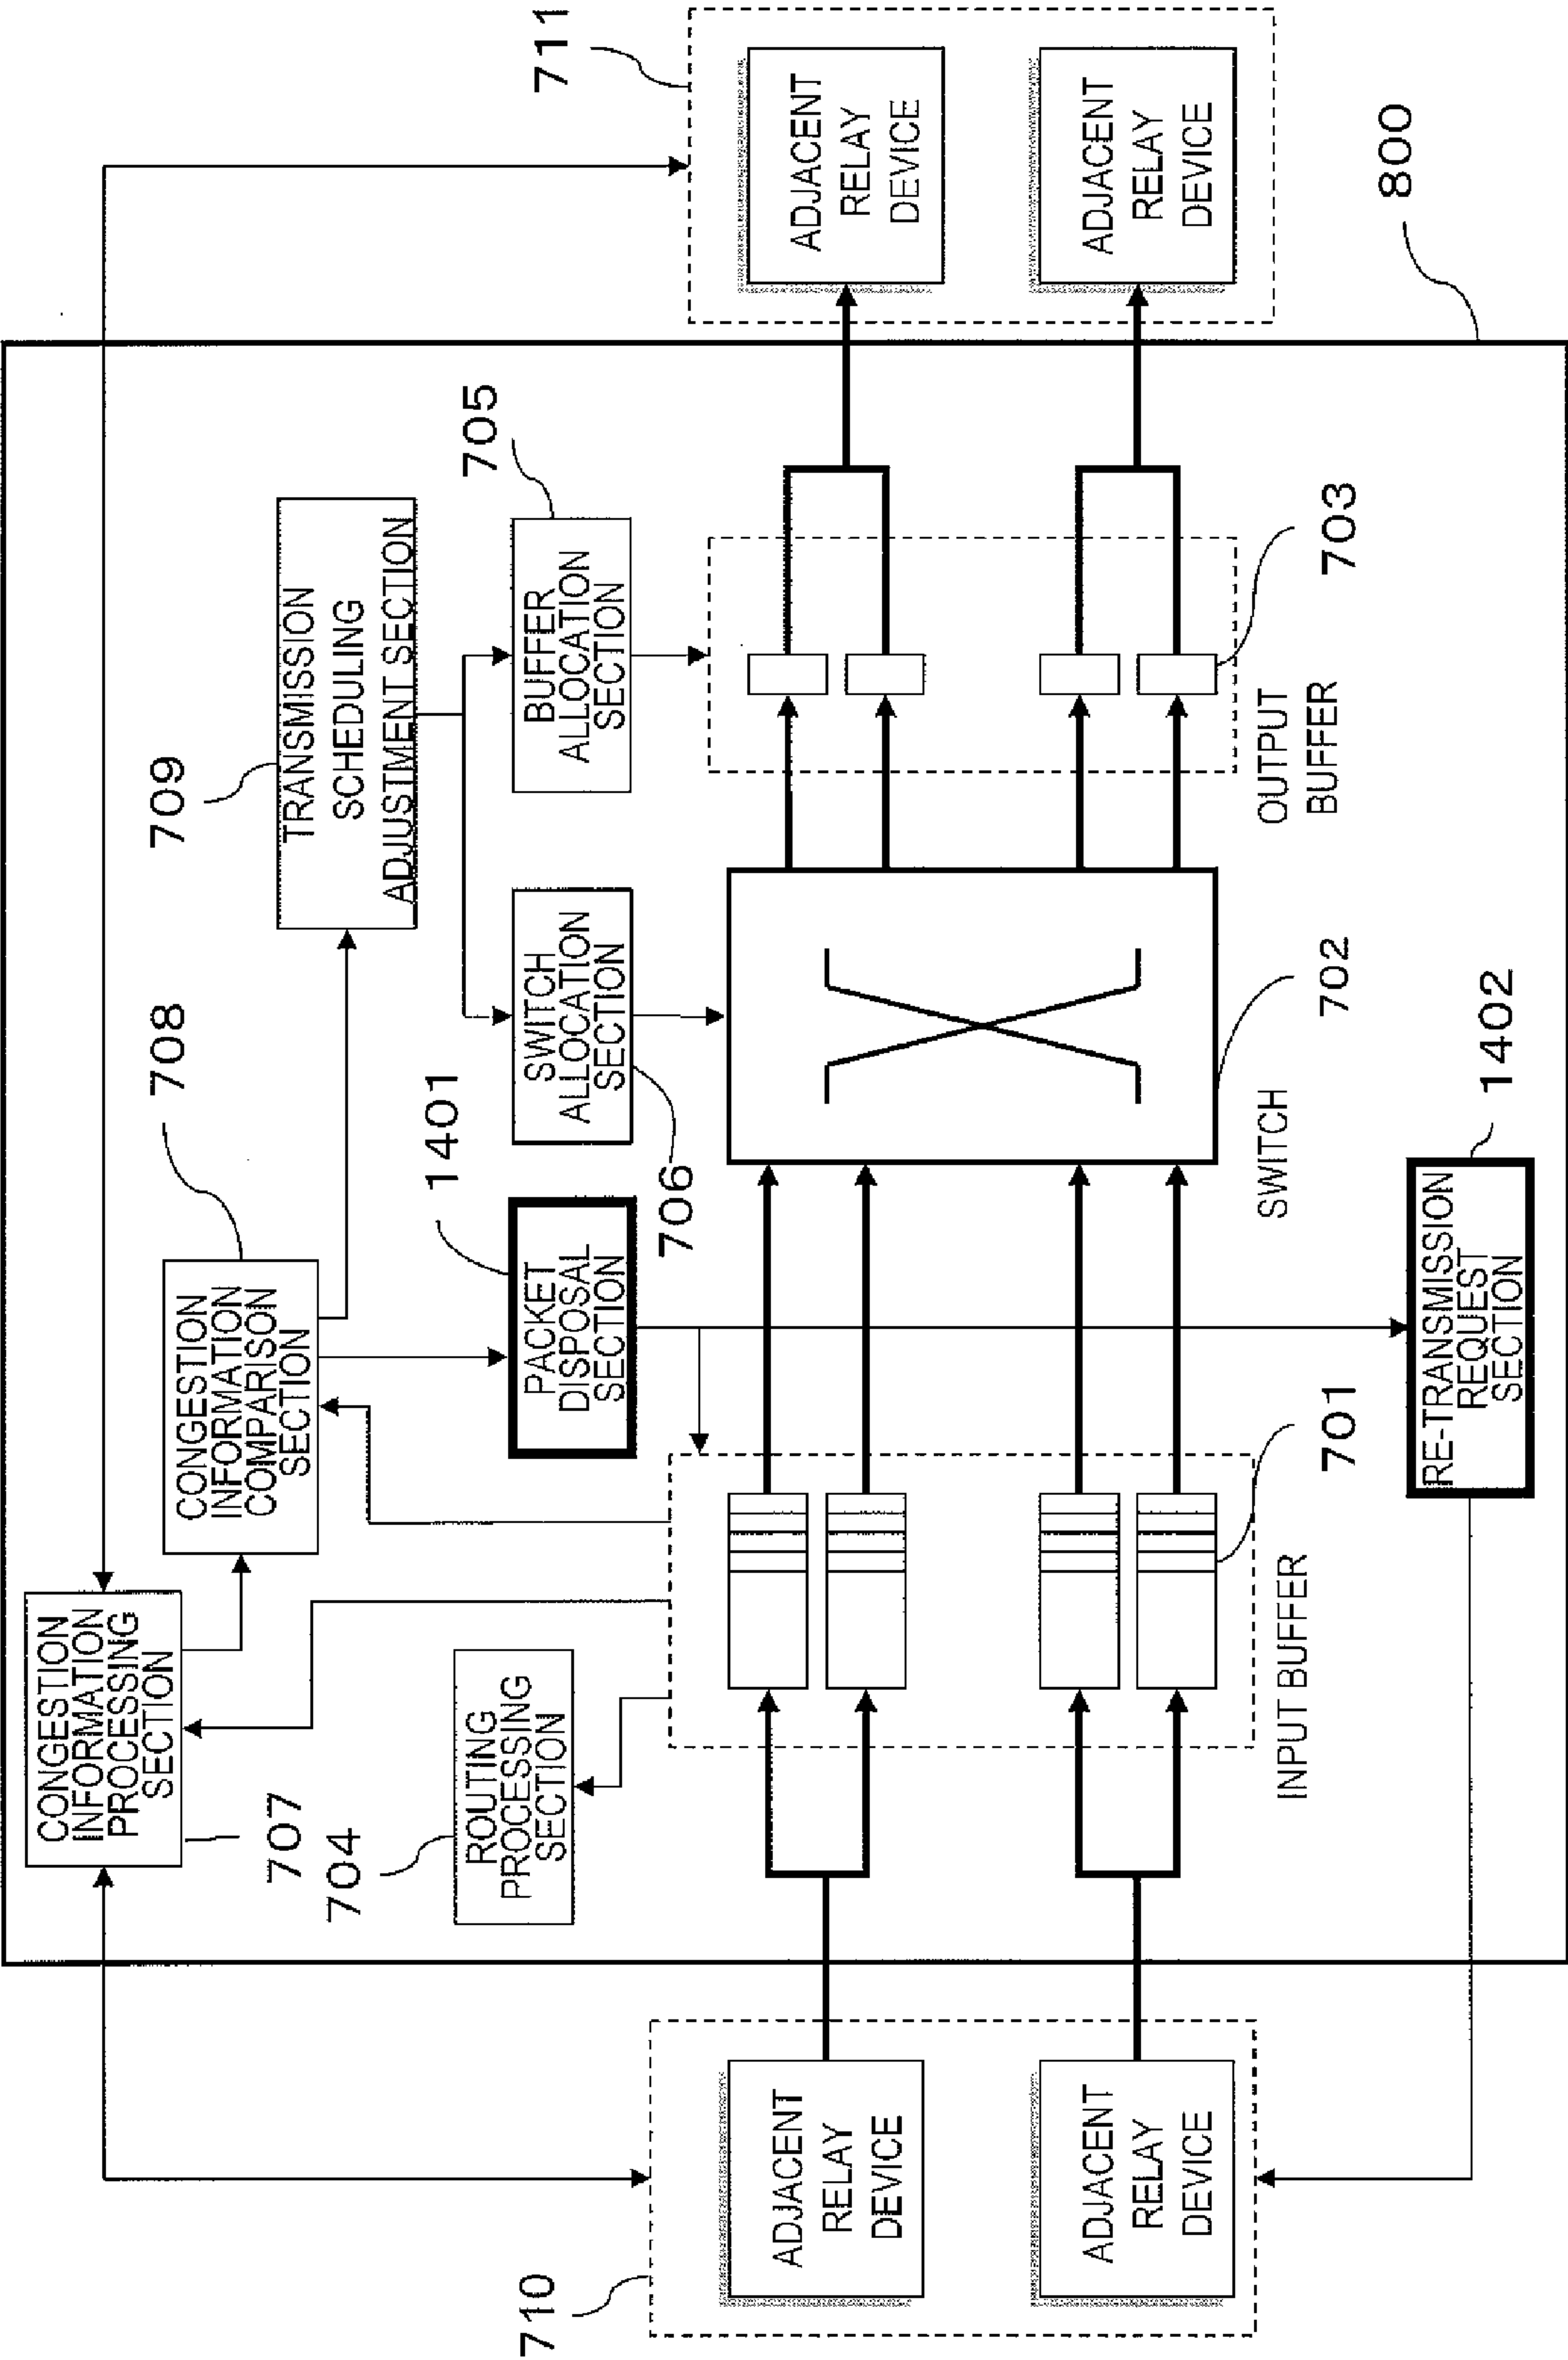 711
ADJACENT
RELAY
DEVICE
ADJACENT
RELAY
DEVICE
800
709
TRANSMISSION
SCHEDULING
ADJUSTMENT SECTION
705
BUFFER
ALLOCATION
SECTION
703
OUTPUT
BUFFER
708
CONGESTION
INFORMATION
COMPARISON
SECTION
1401
PACKET
DISPOSAL
SECTION
SWITCH
ALLOCATION
SECTION
706
702
SWITCH
1402
RE-TRANSMISSION
REQUEST
SECTION
CONGESTION
INFORMATION
PROCESSING
SECTION
707
704
ROUTING
PROCESSING
SECTION
701
INPUT BUFFER
710
ADJACENT
RELAY
DEVICE
ADJACENT
RELAY
DEVICE